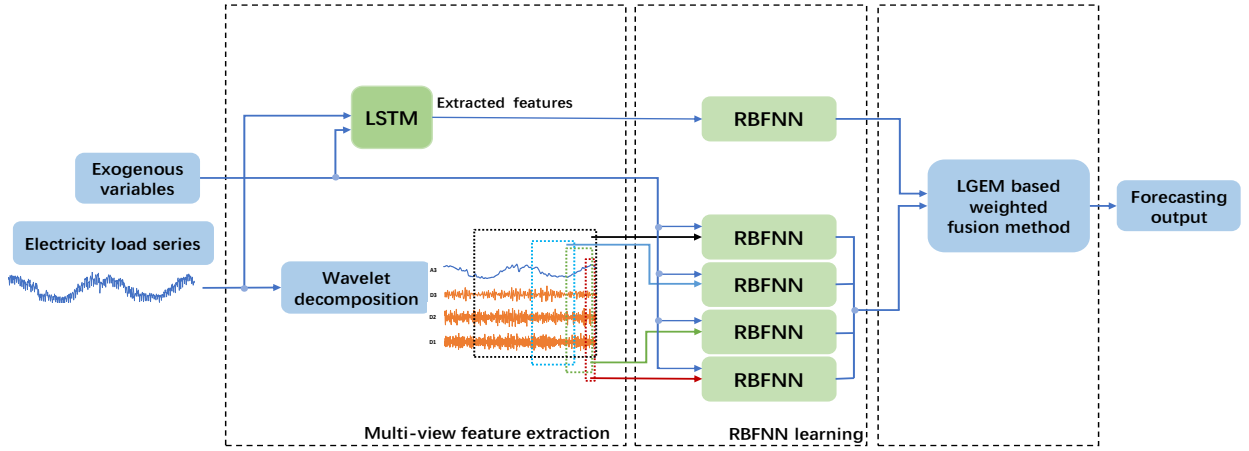 LSTM
Extracted features
RBFNN
Exogenous
variables
LGEM based
weighted
fusion method
Forecasting
output
Electricity load series
Wavelet
decomposition
A3
D3
D2
D1
RBFNN
RBFNN
RBFNN
RBFNN
Multi-view feature extraction
RBFNN learning